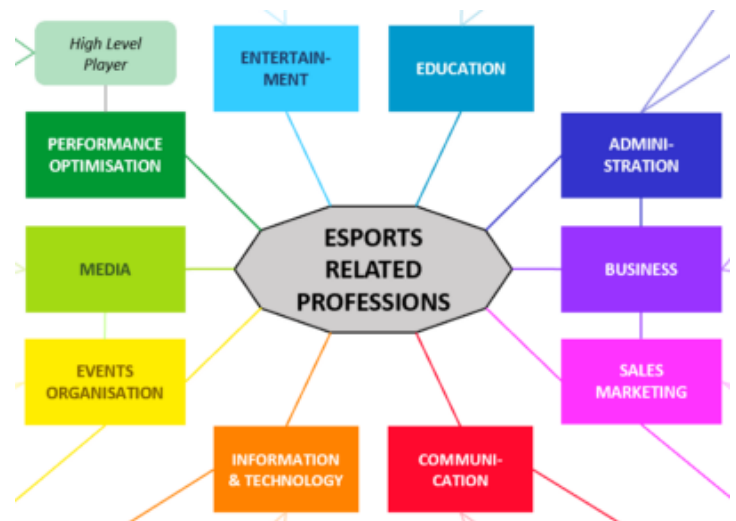 High Level
Player
ENTERTAIN-
MENT
EDUCATION
PERFORMANCE
OPTIMISATION
ADMINI-
STRATION
ESPORTS
RELATED
PROFESSIONS
MEDIA
BUSINESS
EVENTS
ORGANISATION
SALES
MARKETING
INFORMATION
& TECHNOLOGY
COMMUNI-
CATION